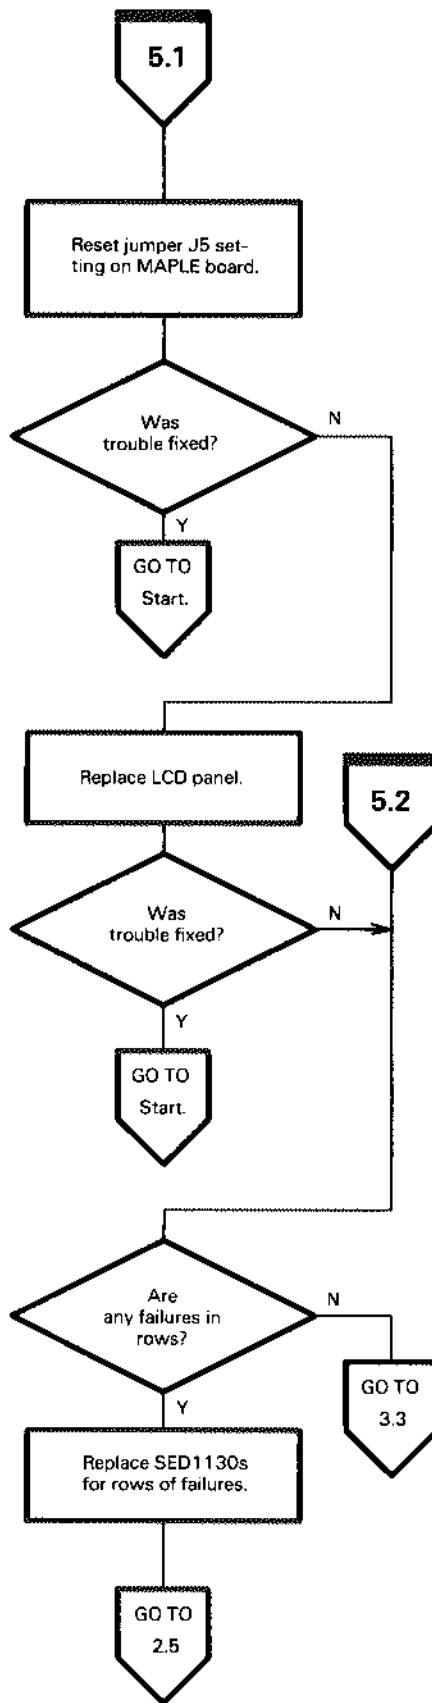 5.1
Reset jumper J5 set-
ting on MAPLE board.
Was
trouble fixed?
N
Y
GO TO
Start.
Replace LCD panel.
5.2
Was
trouble fixed?
N
Y
GO TO
Start.
Are
any failures in
rows?
N
Y
GO TO
3.3
Replace SED1130s
for rows of failures.
GO TO
2.5